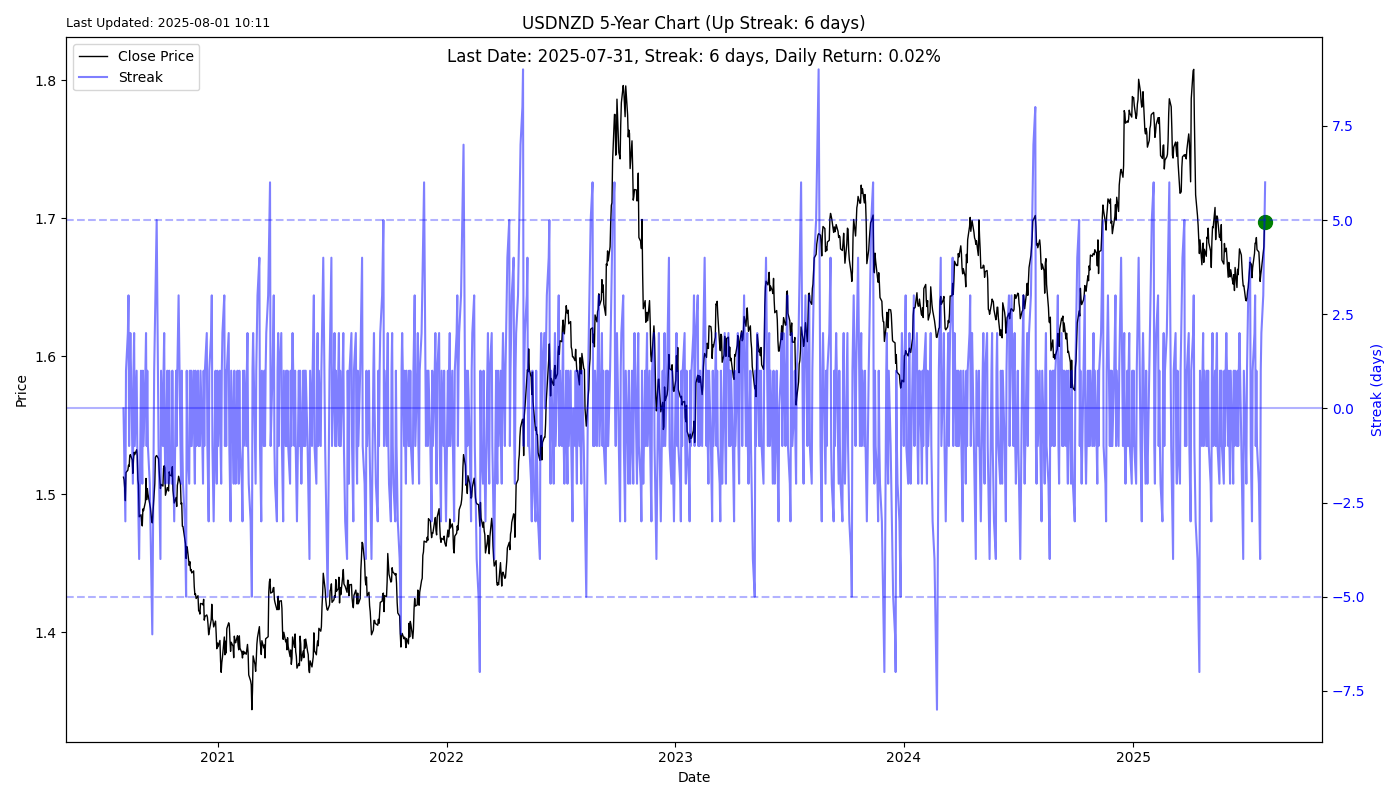 Last Updated: 2025-08-01 10:11
USDNZD 5-Year Chart (Up Streak: 6 days)
Last Date: 2025-07-31, Streak: 6 days, Daily Return: 0.02%
Close Price
Streak
1.8
1.7
1.6
1.5
1.4
Price
7.5
5.0
2.5
0.0
−2.5
−5.0
−7.5
Streak (days)
2021
2022
2023
2024
2025
Date